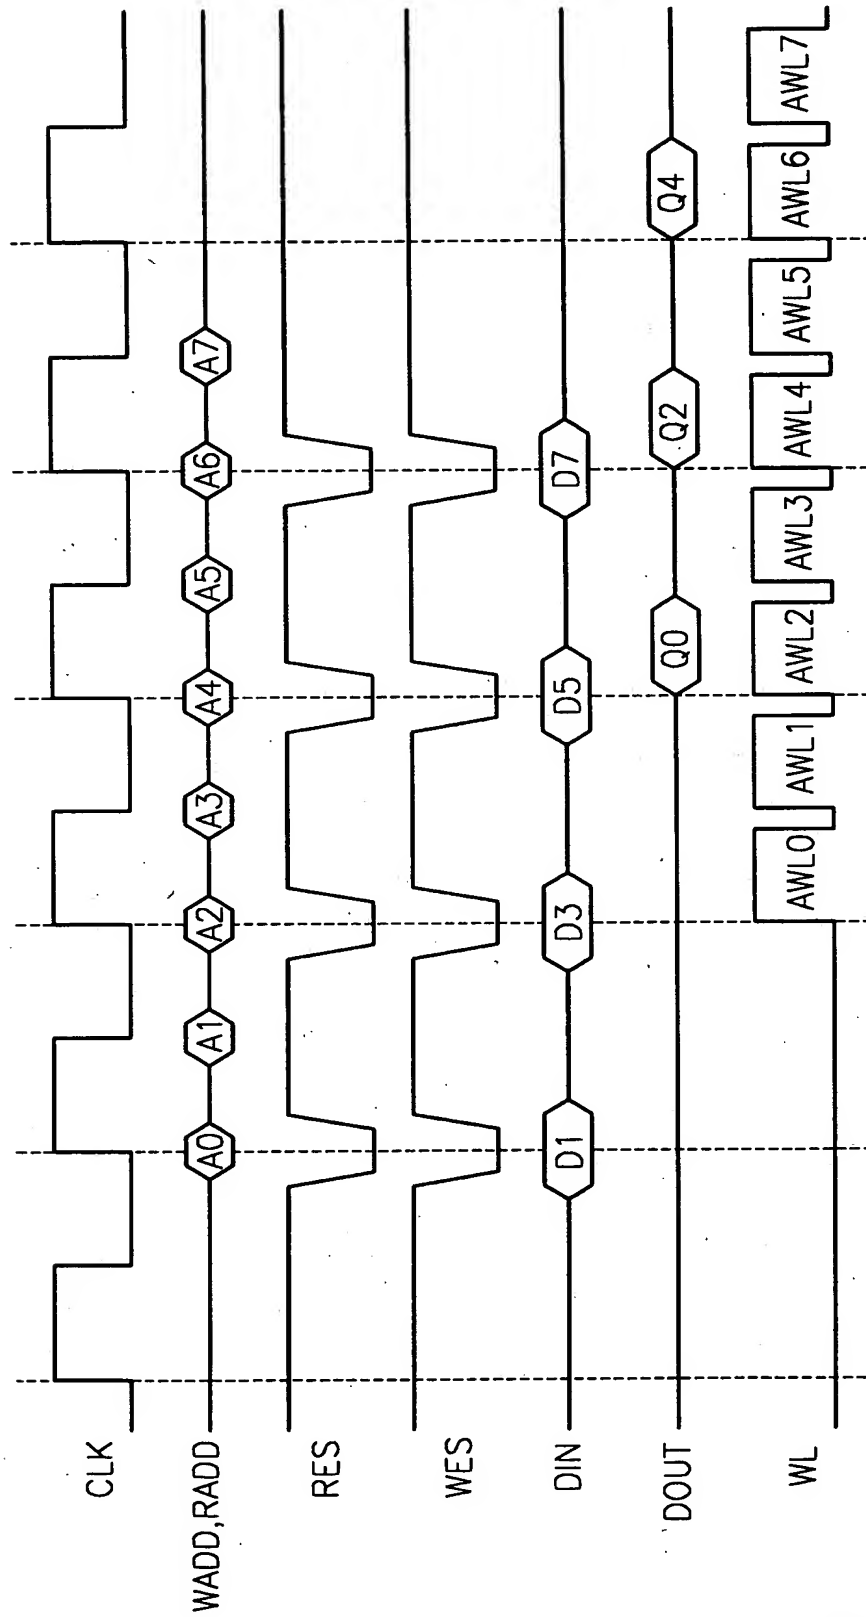 CLK
WADD,RADD A0 A1 A2 A3 A4 A5 A6 A7
RES
WES
DIN D1 D3 D5 D7
DOUT Q0 Q2 Q4
WL AWL0 AWL1 AWL2 AWL3 AWL4 AWL5 AWL6 AWL7